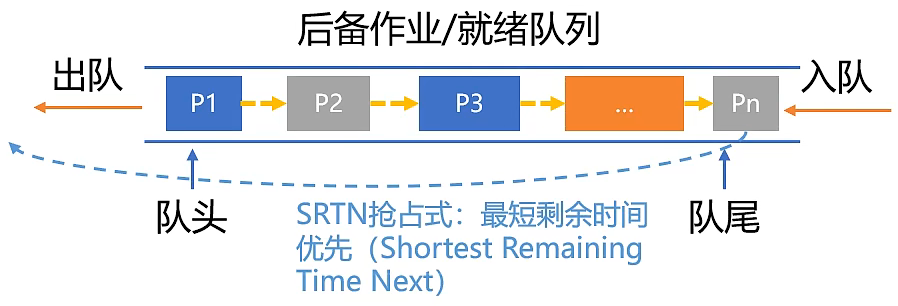 后备作业/就绪队列
出队
入队
P1
P2
P3
...
Pn
队头
队尾
SRTN抢占式：最短剩余时间
优先（Shortest Remaining
Time Next）